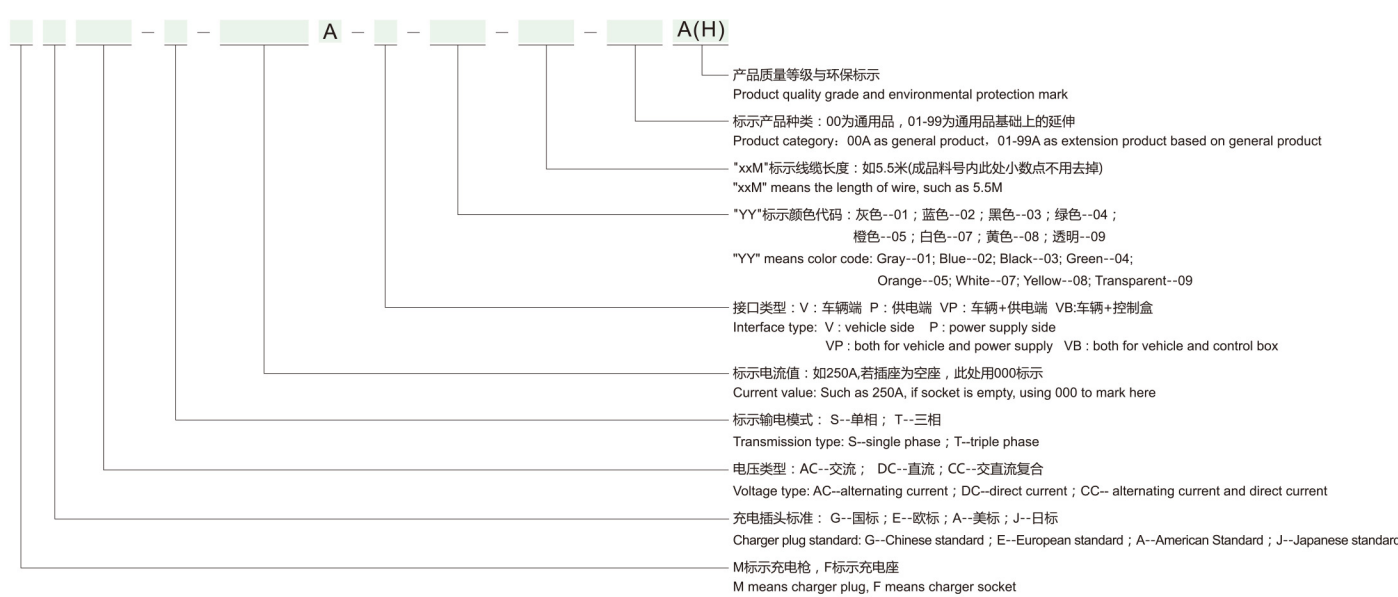 — — A — — — — A(H)
产品质量等级与环保标示
Product quality grade and environmental protection mark
标示产品种类：00为通用品，01-99为通用品基础上的延伸
Product category：00A as general product，01-99A as extension product based on general product
"xxM"标示线缆长度：如5.5米(成品料号内此处小数点不用去掉)
"xxM" means the length of wire, such as 5.5M
"YY"标示颜色代码：灰色--01；蓝色--02；黑色--03；绿色--04；
橙色--05；白色--07；黄色--08；透明--09
"YY" means color code: Gray--01; Blue--02; Black--03; Green--04;
Orange--05; White--07; Yellow--08; Transparent--09
接口类型：V：车辆端 P：供电端 VP：车辆+供电端 VB:车辆+控制盒
Interface type: V : vehicle side P : power supply side
VP : both for vehicle and power supply VB : both for vehicle and control box
标示电流值：如250A,若插座为空座，此处用000标示
Current value: Such as 250A, if socket is empty, using 000 to mark here
标示输电模式： S--单相； T--三相
Transmission type: S--single phase；T--triple phase
电压类型：AC--交流； DC--直流；CC--交直流复合
Voltage type: AC--alternating current；DC--direct current；CC-- alternating current and direct current
充电插头标准： G--国标；E--欧标；A--美标；J--日标
Charger plug standard: G--Chinese standard；E--European standard；A--American Standard；J--Japanese standard
M标示充电枪，F标示充电座
M means charger plug, F means charger socket